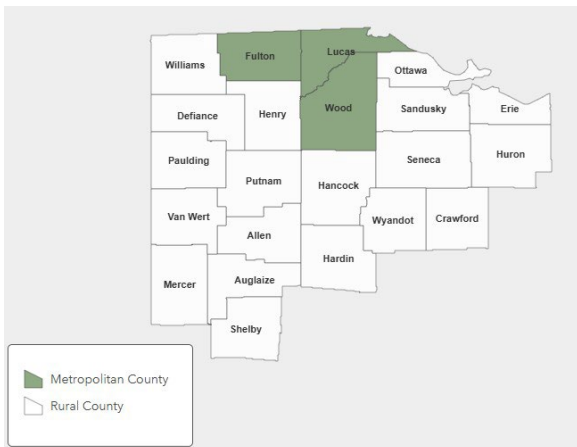 Williams
Fulton
Lucas
Ottawa
Defiance
Henry
Wood
Sandusky
Erie
Paulding
Putnam
Hancock
Seneca
Huron
Van Wert
Allen
Wyandot
Crawford
Mercer
Auglaize
Hardin
Shelby
Metropolitan County
Rural County